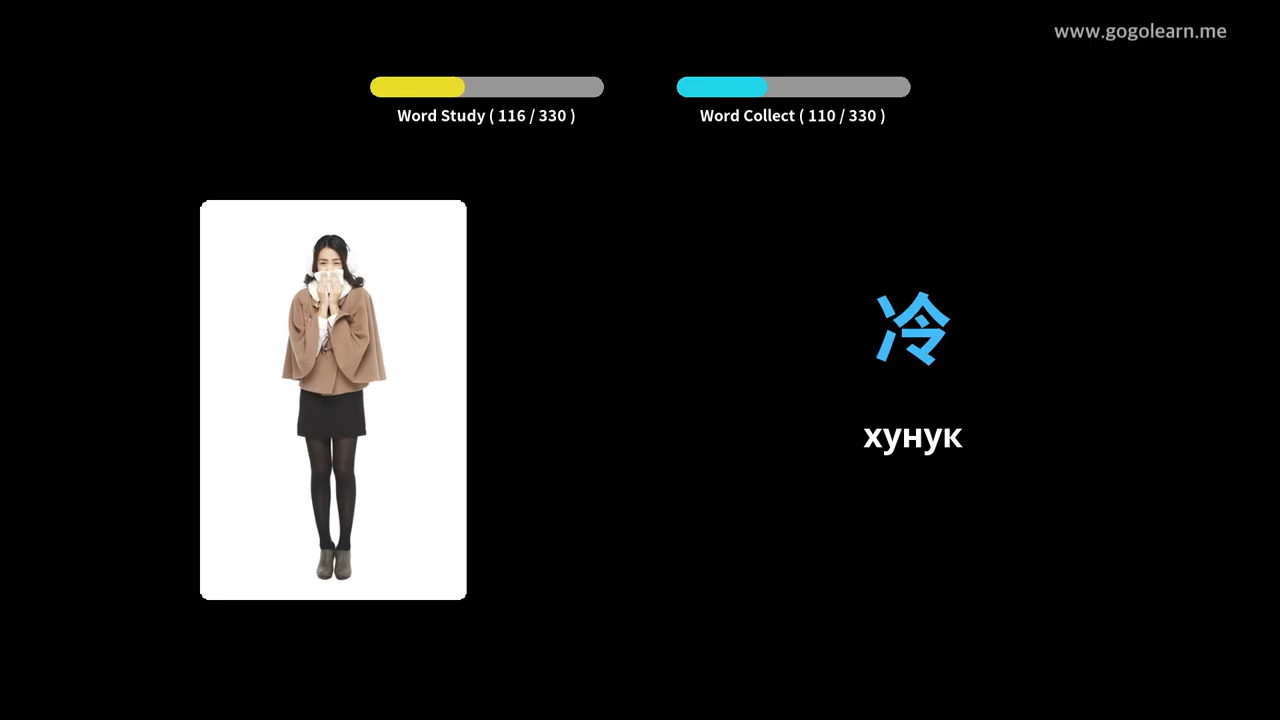 www.gogolearn.me
Word Study ( 116 / 330 )
Word Collect ( 110 / 330 )
冷
хунук